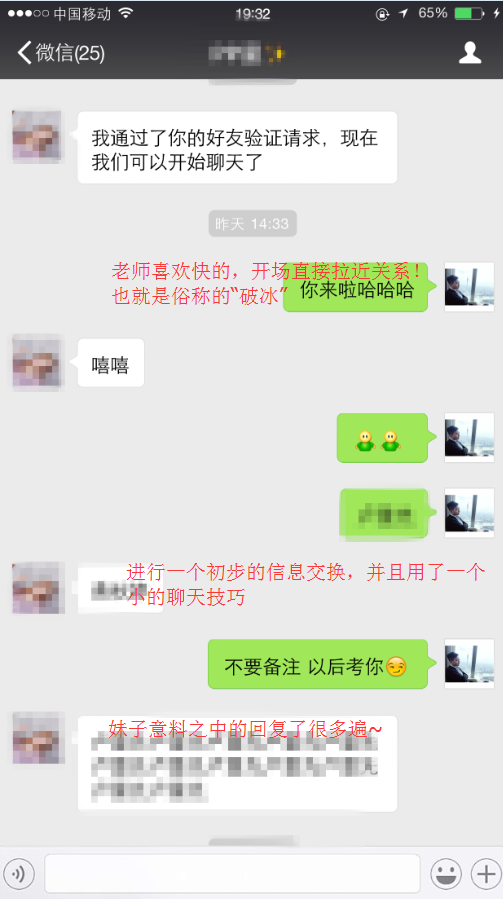 中国移动
19:32
65%
微信(25)
我通过了你的好友验证请求，现在
我们可以开始聊天了
昨天 14:33
老师喜欢快的，开场直接拉近关系！
也就是俗称的“破冰”
你来啦哈哈哈
嘻嘻
进行一个初步的信息交换，并且用了一个
小的聊天技巧
不要备注 以后考你
妹子意料之中的回复了很多遍~